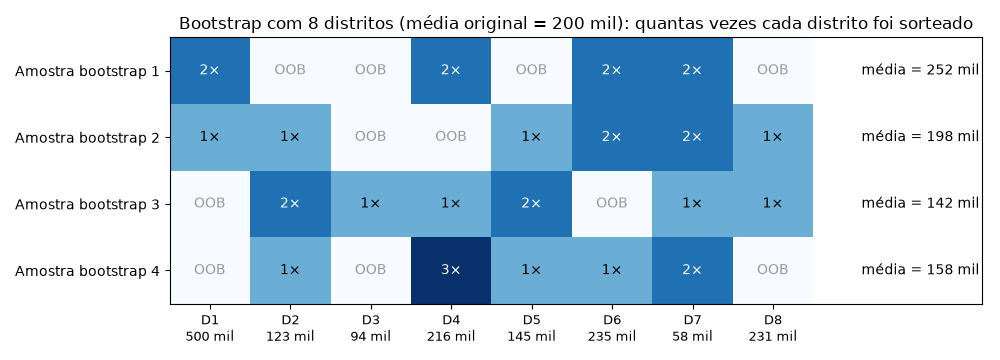 Bootstrap com 8 distritos (média original = 200 mil): quantas vezes cada distrito foi sorteado
Amostra bootstrap 1 2× OOB OOB 2× OOB 2× 2× OOB média = 252 mil
Amostra bootstrap 2 1× 1× OOB OOB 1× 2× 2× 1× média = 198 mil
Amostra bootstrap 3 OOB 2× 1× 1× 2× OOB 1× 1× média = 142 mil
Amostra bootstrap 4 OOB 1× OOB 3× 1× 1× 2× OOB média = 158 mil
D1 D2 D3 D4 D5 D6 D7 D8
500 mil 123 mil 94 mil 216 mil 145 mil 235 mil 58 mil 231 mil